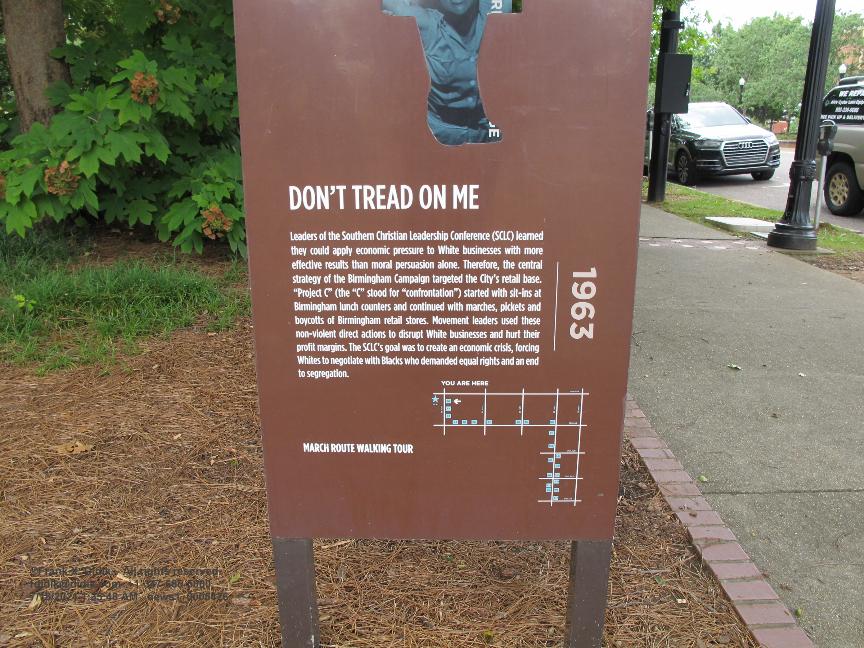 DON'T TREAD ON ME
Leaders of the Southern Christian Leadership Conference (SCLC) learned
they could apply economic pressure to White businesses with more
effective results than moral persuasion alone. Therefore, the central
strategy of the Birmingham Campaign targeted the City's retail base.
"Project C" (the "C" stood for "confrontation") started with sit-ins at
Birmingham lunch counters and continued with marches, pickets and
boycotts of Birmingham retail stores. Movement leaders used these
non-violent direct actions to disrupt White businesses and hurt their
profit margins. The SCLC's goal was to create an economic crisis, forcing
Whites to negotiate with Blacks who demanded equal rights and an end
to segregation.
1963
YOU ARE HERE
MARCH ROUTE WALKING TOUR
WE REPA
All rights reserved